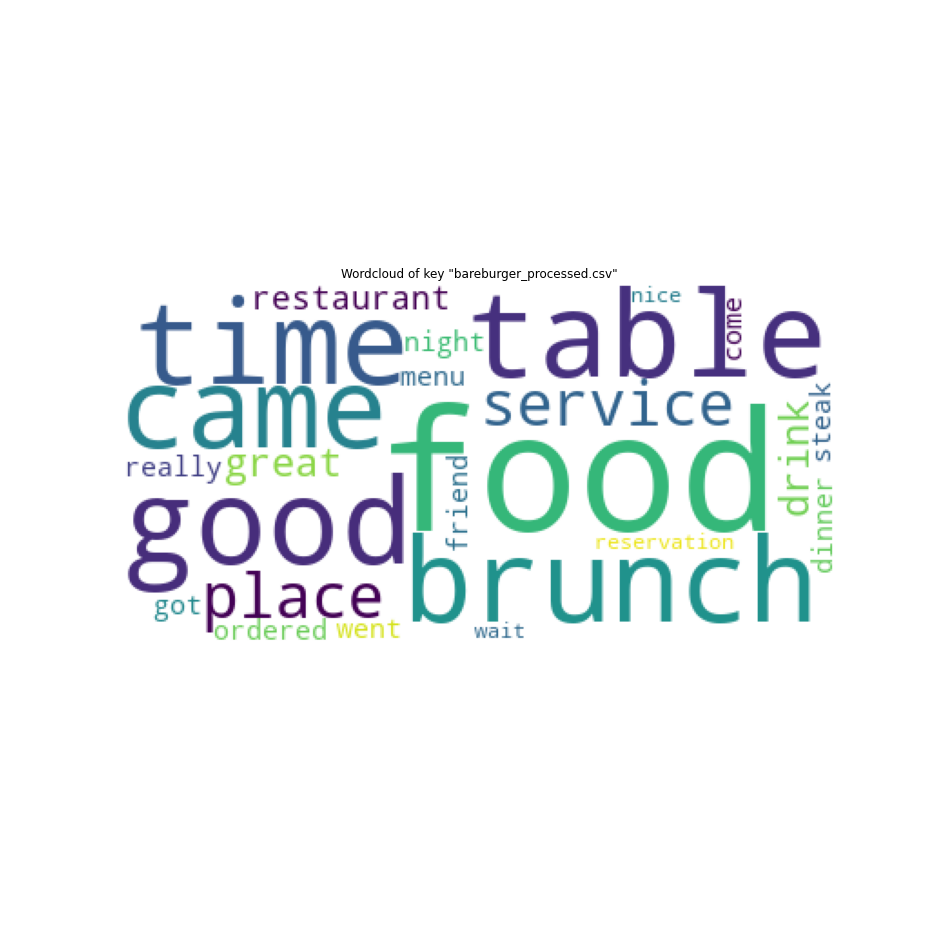 Wordcloud of key "bareburger_processed.csv"
restaurant
nice
time
table
come
night
menu
came
service
steak
drink
really
great
food
friend
good
dinner
reservation
brunch
place
got
ordered
went
wait